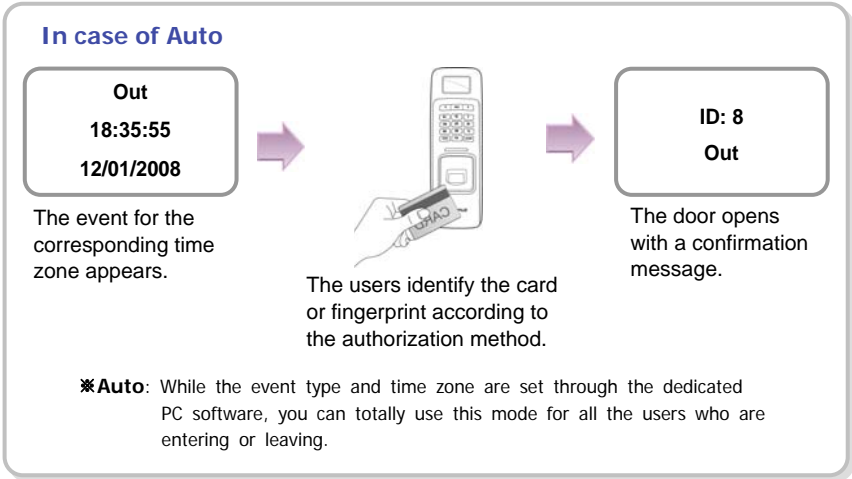 In case of Auto
Out
18:35:55
12/01/2008
The event for the
corresponding time
zone appears.
CARD
The users identify the card
or fingerprint according to
the authorization method.
ID: 8
Out
The door opens
with a confirmation
message.
※Auto: While the event type and time zone are set through the dedicated
PC software, you can totally use this mode for all the users who are
entering or leaving.